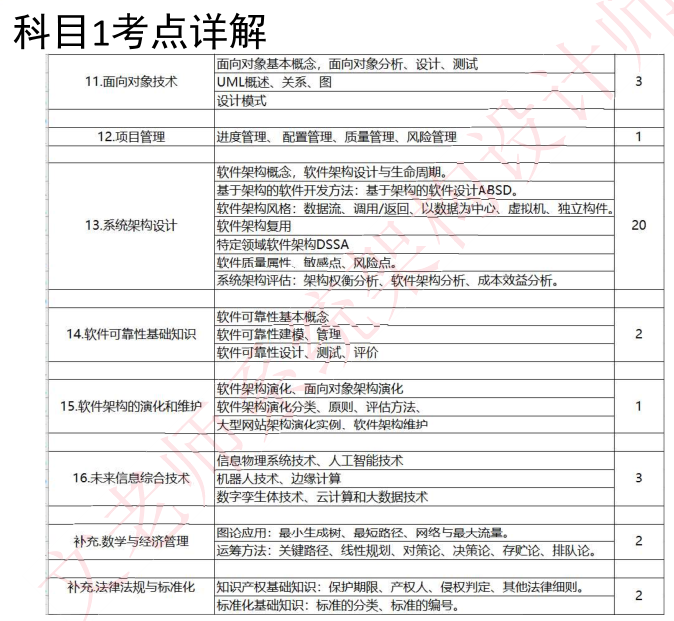 科目1考点详解
11.面向对象技术
面向对象基本概念，面向对象分析、设计、测试
UML概述、关系、图
设计模式
3
12.项目管理
进度管理、 配置管理、质量管理、风险管理
1
13.系统架构设计
软件架构概念，软件架构设计与生命周期。
基于架构的软件开发方法：基于架构的软件设计ABSD。
软件架构风格：数据流、调用/返回、以数据为中心、虚拟机、独立构件。
软件架构复用
特定领域软件架构DSSA
软件质量属性、敏感点、风险点。
系统架构评估：架构权衡分析、软件架构分析、成本效益分析。
20
14.软件可靠性基础知识
软件可靠性基本概念
软件可靠性建模、管理
软件可靠性设计、测试、评价
2
15.软件架构的演化和维护
软件架构演化、面向对象架构演化
软件架构演化分类、原则、评估方法、
大型网站架构演化实例、软件架构维护
1
16.未来信息综合技术
信息物理系统技术、人工智能技术
机器人技术、边缘计算
数字孪生体技术、云计算和大数据技术
3
补充.数学与经济管理
图论应用：最小生成树、最短路径、网络与最大流量。
运筹方法：关键路径、线性规划、对策论、决策论、存贮论、排队论。
2
补充.法律法规与标准化
知识产权基础知识：保护期限、产权人、侵权判定、其他法律细则。
标准化基础知识：标准的分类、标准的编号。
2
文老师系统架构设计师